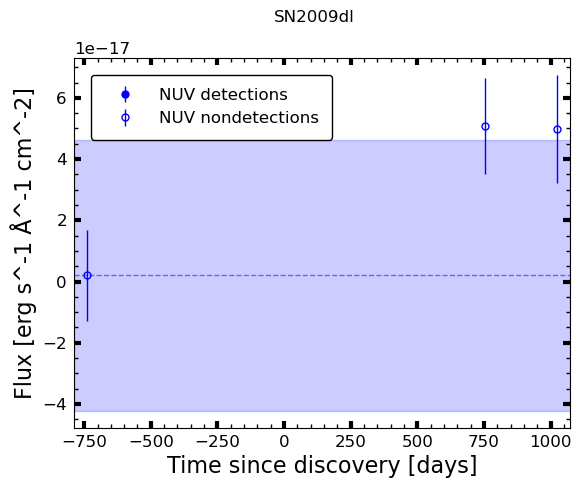 SN2009dl
1e−17
NUV detections
NUV nondetections
6
4
2
0
−2
−4
Flux [erg s^-1 Å^-1 cm^-2]
−750 −500 −250 0 250 500 750 1000
Time since discovery [days]